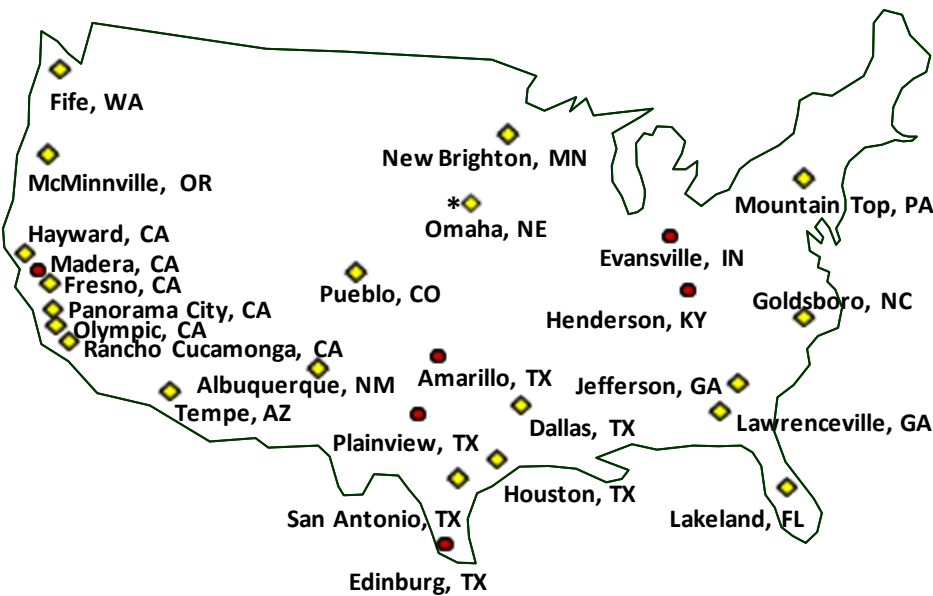 Fife, WA
New Brighton, MN
McMinnville, OR
Mountain Top, PA
*
Omaha, NE
Hayward, CA
Evansville, IN
Madera, CA
Fresno, CA
Pueblo, CO
Goldsboro, NC
Panorama City, CA
Henderson, KY
Olympic, CA
Rancho Cucamonga, CA
Amarillo, TX
Albuquerque, NM
Jefferson, GA
Tempe, AZ
Lawrenceville, GA
Dallas, TX
Plainview, TX
Houston, TX
San Antonio, TX
Lakeland, FL
Edinburg, TX